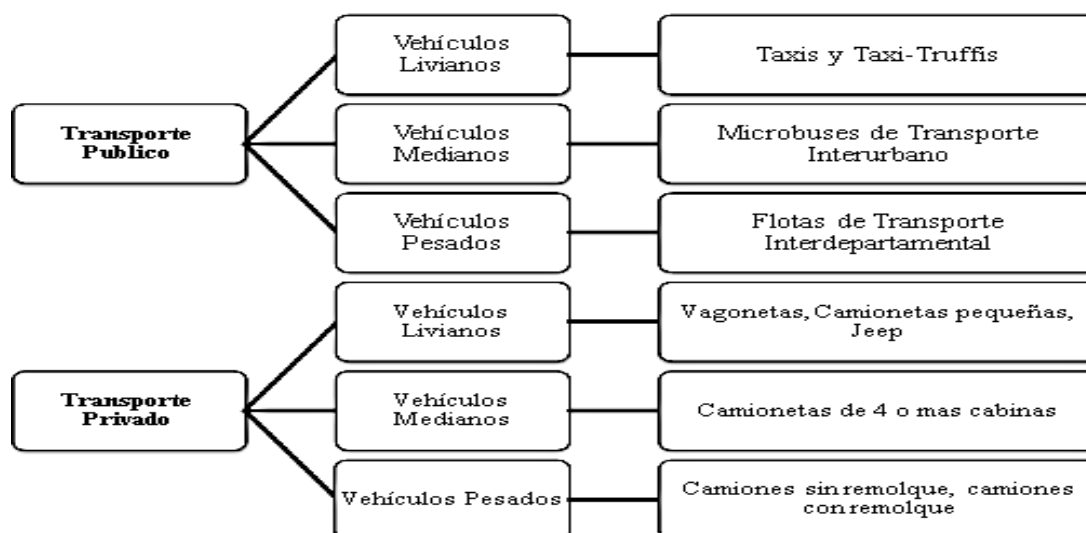 Transporte
Publico
Vehículos
Livianos
Taxis y Taxi-Truffis
Vehículos
Medianos
Microbuses de Transporte
Interurbano
Vehículos
Pesados
Flotas de Transporte
Interdepartamental
Transporte
Privado
Vehículos
Livianos
Vagonetas, Camionetas pequeñas,
Jeep
Vehículos
Medianos
Camionetas de 4 o mas cabinas
Vehículos Pesados
Camiones sin remolque, camiones
con remolque